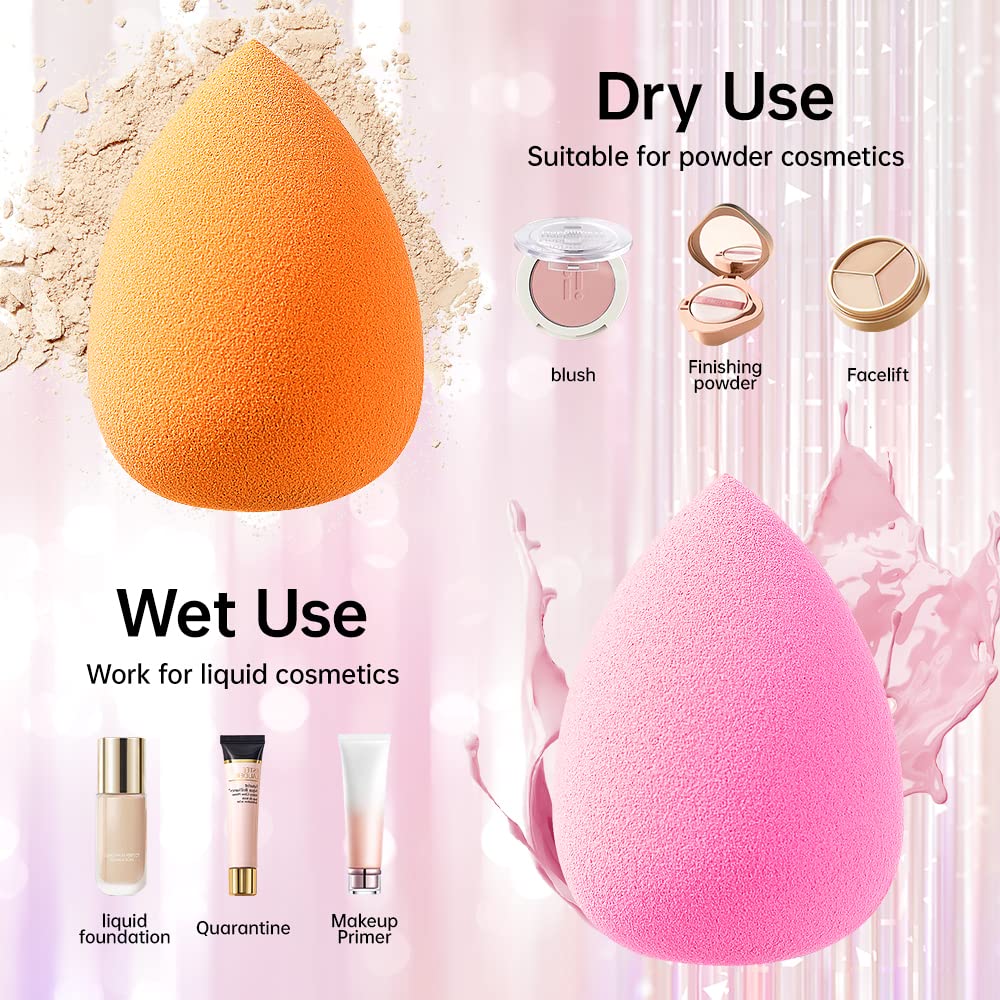 Dry Use
Suitable for powder cosmetics
blush
Finishing
powder
Facelift
Wet Use
Work for liquid cosmetics
liquid
foundation
Quarantine
Makeup
Primer